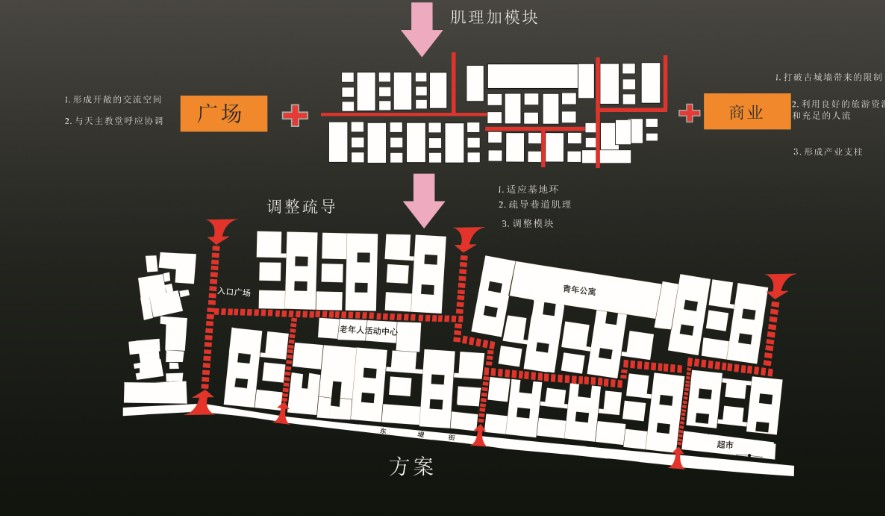 肌理加模块
1.形成开敞的交流空间
2.与天主教堂呼应协调
广场
商业
1.打破古城墙带来的限制
2.利用良好的旅游资源
和充足的人流
3.形成产业支柱
调整疏导
1.适应基地环
2.疏导巷道肌理
3.调整模块
入口广场
老年人活动中心
青年公寓
超市
东 堤 街
方案